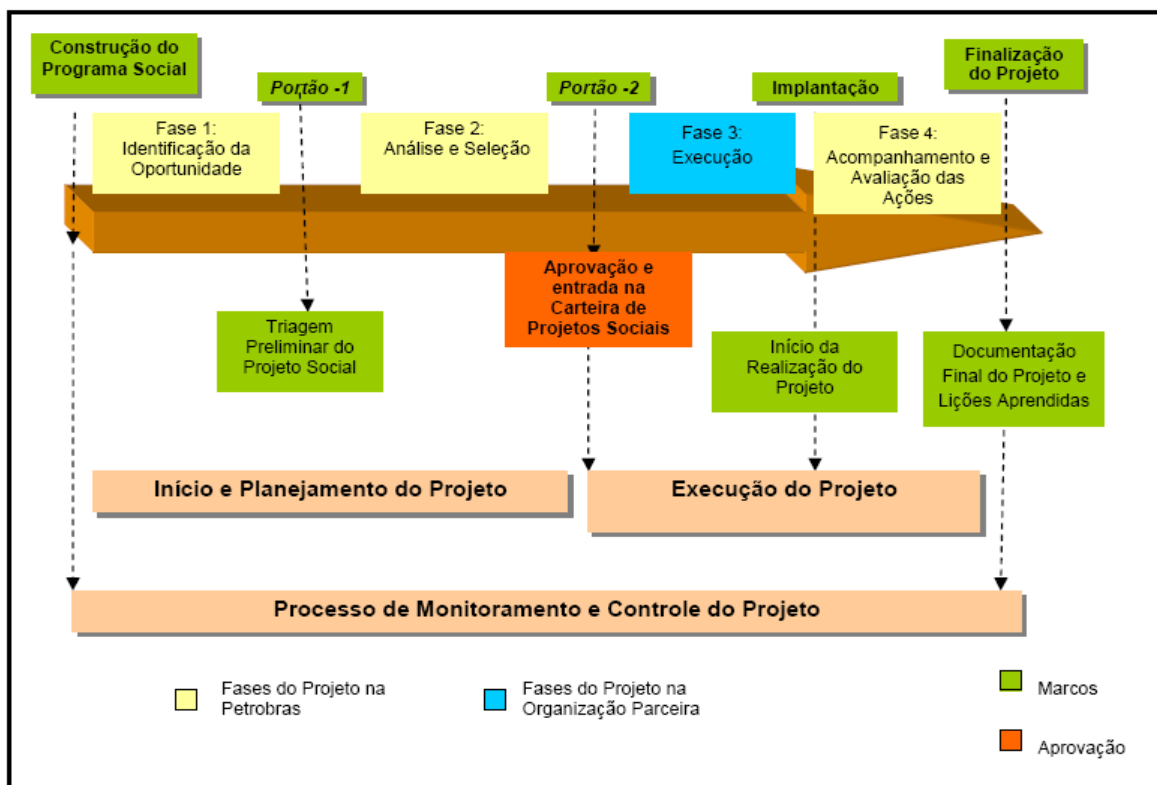 Construção do
Programa Social
Portão -1
Portão -2
Implantação
Finalização
do Projeto
Fase 1:
Identificação da
Oportunidade
Fase 2:
Análise e Seleção
Fase 3:
Execução
Fase 4:
Acompanhamento e
Avaliação das
Ações
Triagem
Preliminar do
Projeto Social
Aprovação e
entrada na
Carteira de
Projetos Sociais
Início da
Realização do
Projeto
Documentação
Final do Projeto e
Lições Aprendidas
Início e Planejamento do Projeto
Execução do Projeto
Processo de Monitoramento e Controle do Projeto
Fases do Projeto na
Petrobras
Fases do Projeto na
Organização Parceira
Marcos
Aprovação